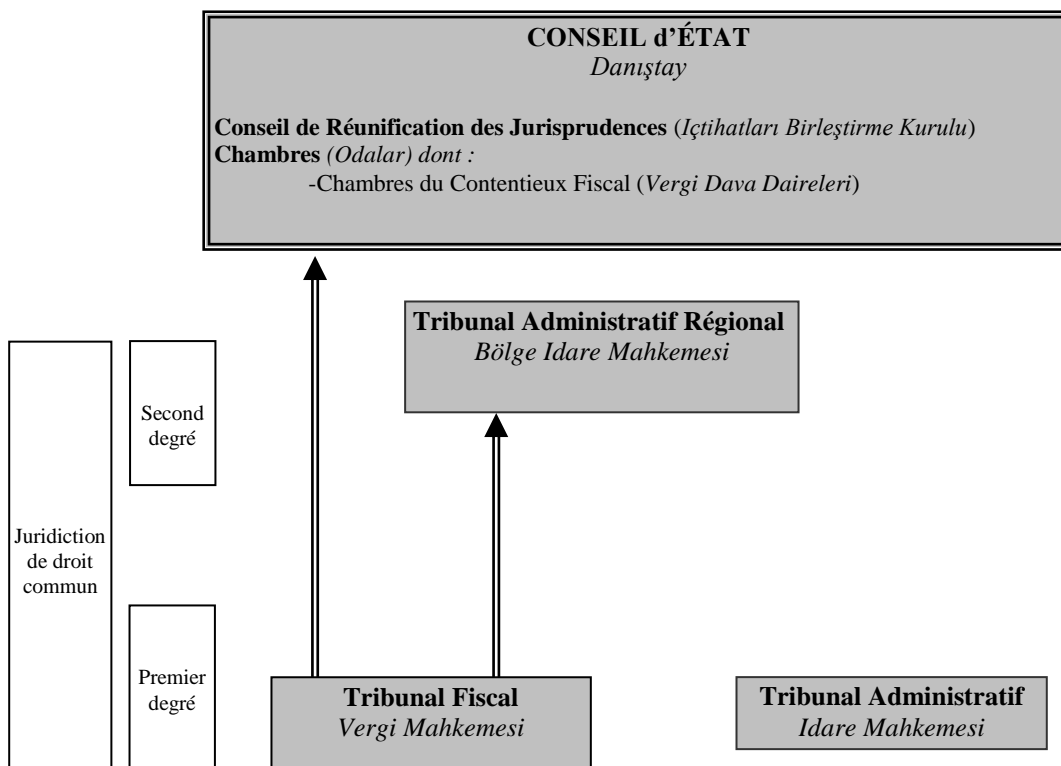 CONSEIL d'ÉTAT
Danıştay
Conseil de Réunification des Jurisprudences (Içtihatları Birleştirme Kurulu)
Chambres (Odalar) dont :
-Chambres du Contentieux Fiscal (Vergi Dava Daireleri)
Tribunal Administratif Régional
Bölge Idare Mahkemesi
Second
degré
Juridiction
de droit
commun
Premier
degré
Tribunal Fiscal
Vergi Mahkemesi
Tribunal Administratif
Idare Mahkemesi